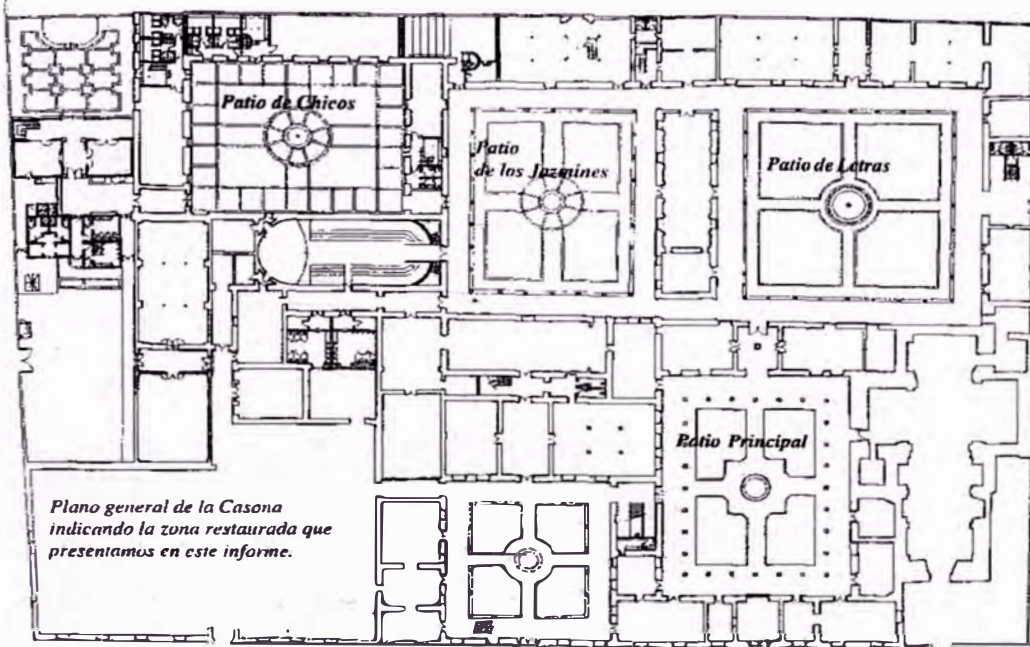 Patio de Chicos
Patio
de los Jazmines
Patio de Letras
Patio Principal
Plano general de la Casona
indicando la zona restaurada que
presentamos en este informe.